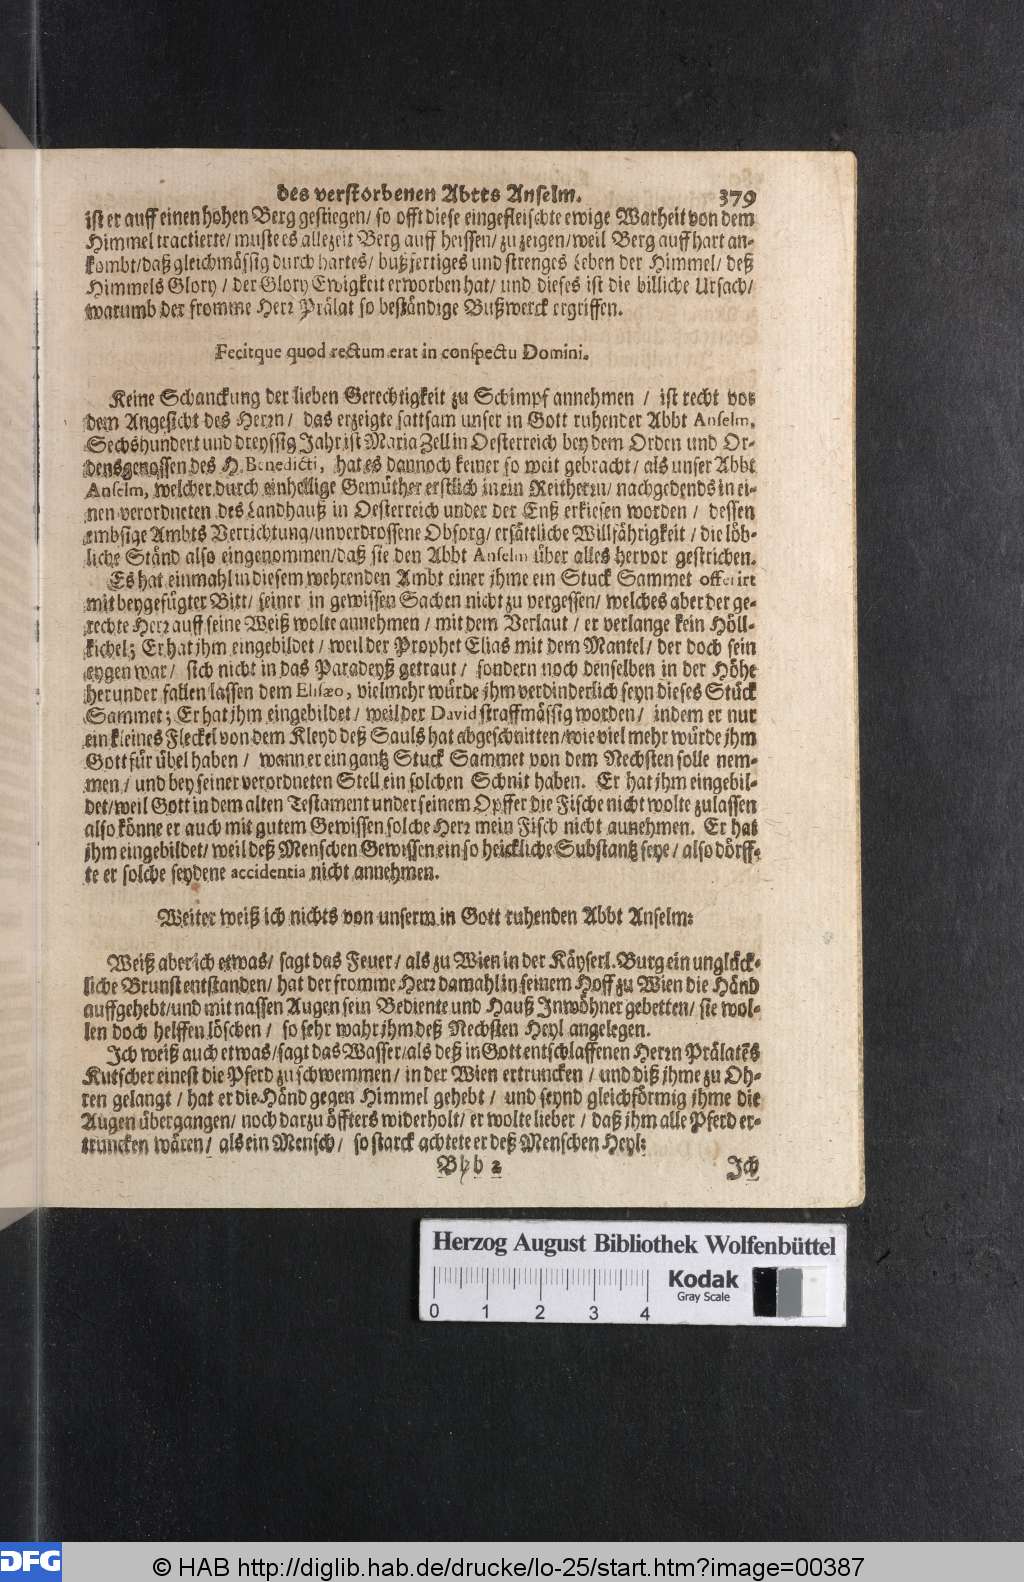 des verstorbenen Abtts Anselm. 379
ist er auff einen hohen Berg gestiegen/ so offt diese eingefleischte ewige Warheit von dem
Himmel tractierte/ muste es allezeit Berg auff heissen/ zu zeigen/ weil Berg auff hart an-
kombt/ daß gleichmässig durch hartes/ bußfertiges und strenges Leben der Himmel/ deß
Himmels Glory/ der Glory Ewigkeit erworben hat/ und dieses ist die billiche Ursach/
warumb der fromme Herr Prälat so beständige Bußwerck ergriffen.
Fecitque quod rectum erat in conspectu Domini.
Keine Schanckung der lieben Gerechtigkeit zu Schimpf annehmen / ist recht vor
dem Angesicht des Herrn/ das erzeigte sattsam unser in Gott ruhender Abbt Anselm.
Sechshundert und dreyssig Jahr ist Maria Zell in Oesterreich bey dem Orden und Or-
densgenossen des H. Benedicti, hat es dannoch keiner so weit gebracht/ als unser Abbt
Anselm, welcher durch einhellige Gemüther erstlich in ein Reitherrn/ nachgedends in ei-
nen verordneten des Landhauß in Oesterreich under der Enß erkiesen worden / dessen
embsige Ambts Verrichtung/ unverdrossene Obsorg/ ersättliche Willfährigkeit / die löb-
liche Ständ also eingenommen/ daß sie den Abbt Anselm über alles hervor gestrichen.
Es hat einmahl in diesem wehrenden Ambt einer jhme ein Stuck Sammet offerirt
mit beygefügter Bitt/ seiner in gewissen Sachen nicht zu vergessen/ welches aber der ge-
rechte Herr auff seine Weiß wolte annehmen / mit dem Verlaut / er verlange kein Höll-
kichel; Er hat jhm eingebildet / weil der Prophet Elias mit dem Mantel/ der doch sein
eygen war/ sich nicht in das Paradeyß getraut / sondern noch denselben in der Höhe
herunder fallen lassen dem Elisæo, vielmehr würde jhm verhinderlich seyn dieses Stück
Sammet; Er hat jhm eingebildet/ weil der David straffmässig worden/ indem er nur
ein kleines Fleckel von dem Kleyd deß Sauls hat abgeschnitten/ wie viel mehr würde jhm
Gott für übel haben / wann er ein gantz Stuck Sammet von dem Nechsten solle nem-
men / und bey seiner verordneten Stell ein solchen Schnit haben. Er hat jhm eingebil-
det/ weil Gott in dem alten Testament under seinem Opffer die Fische nicht wolte zulassen
also könne er auch mit gutem Gewissen solche Herr mein Fisch nicht annehmen. Er hat
jhm eingebildet/ weil deß Menschen Gewissen ein so heickliche Substantz seye / also dörff-
te er solche seydene accidentia nicht annehmen.
Weiter weiß ich nichts von unserm in Gott ruhenden Abbt Anselm:
Weiß aber ich etwas/ sagt das Feuer/ als zu Wien in der Käyserl. Burg ein unglück-
liche Brunst entstanden/ hat der fromme Herr damahl in seinem Hoff zu Wien die Händ
auffgehebt/ und mit nassen Augen sein Bediente und Hauß Inwohner gebetten/ sie wol-
len doch helffen löschen / so sehr wahr jhm deß Nechsten Heyl angelegen.
Ich weiß auch etwas/ sagt das Wasser/ als deß in Gott entschlaffenen Herrn Prälatens
Kutscher einest die Pferd zu schwemmen/ in der Wien ertruncken / und diß jhme zu Oh-
ren gelangt / hat er die Händ gegen Himmel gehebt / und seynd gleichförmig jhme die
Augen übergangen/ noch darzu öffters widerholt/ er wolte lieber / daß jhm alle Pferd er-
truncken wären/ als ein Mensch/ so starck achtete er deß Menschen Heyl:
Bbb 2 Ich
Herzog August Bibliothek Wolfenbüttel
Kodak
Gray Scale
0 1 2 3 4
DFG © HAB http://diglib.hab.de/drucke/lo-25/start.htm?image=00387